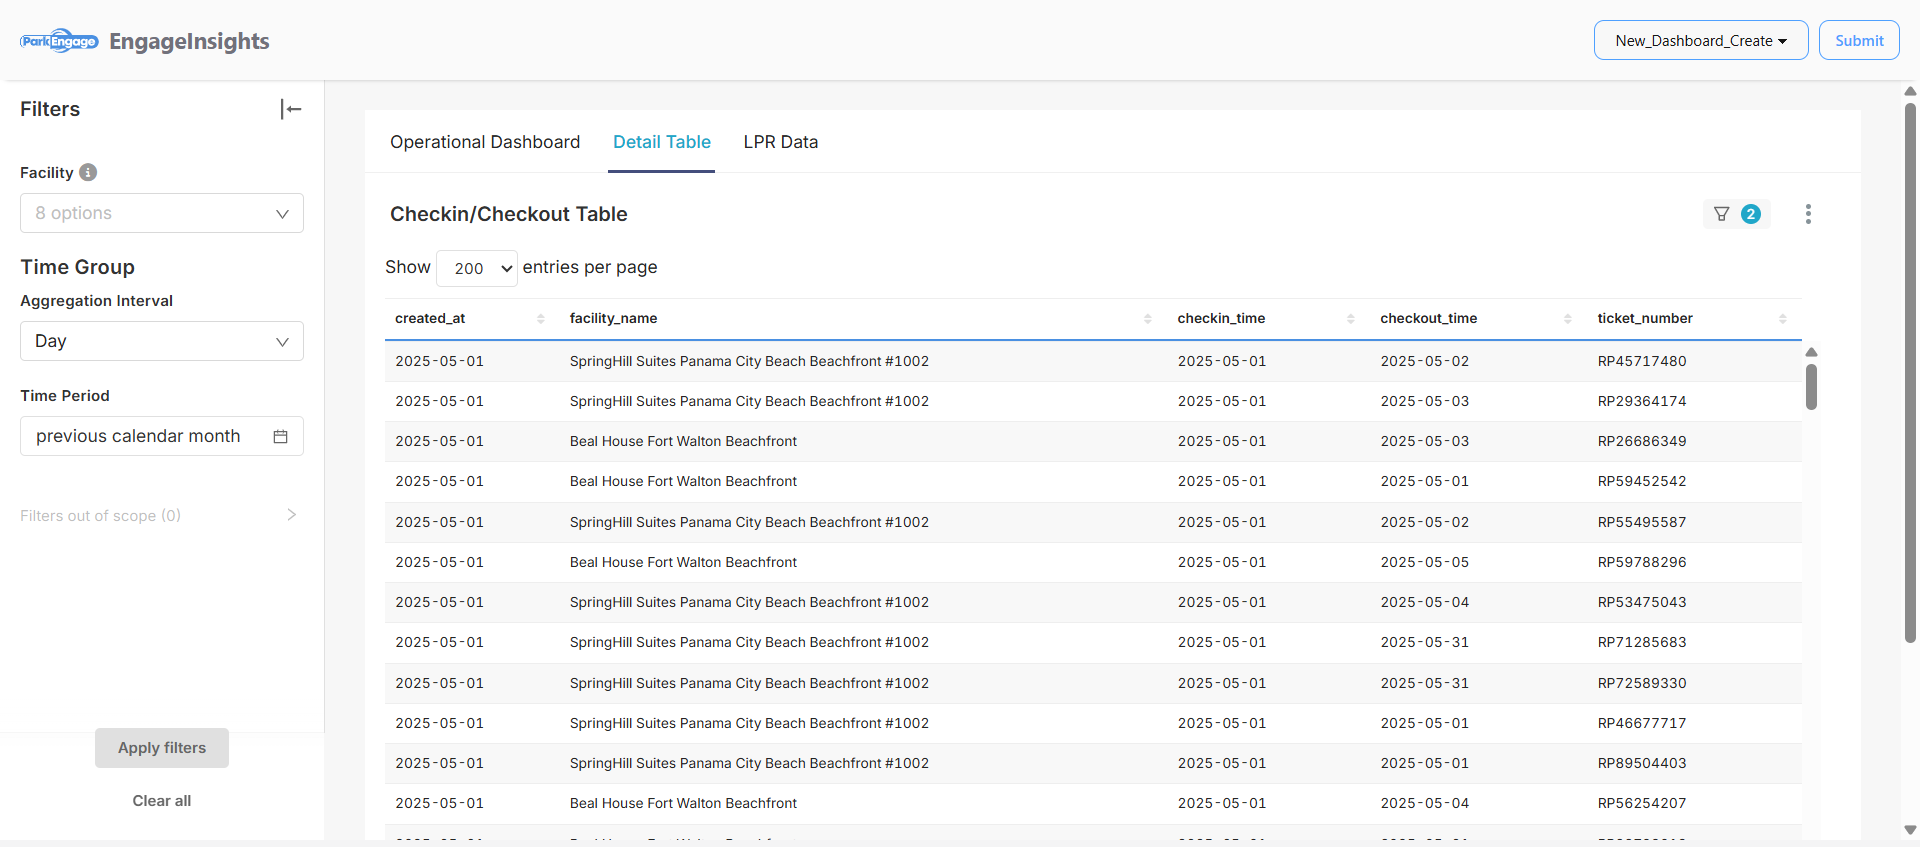 ParkEngage EngageInsights
New_Dashboard_Create
Submit
Filters
Facility
8 options
Time Group
Aggregation Interval
Day
Time Period
previous calendar month
Filters out of scope (0)
Apply filters
Clear all
Operational Dashboard Detail Table LPR Data
Checkin/Checkout Table
2
Show 200 entries per page
created_at facility_name checkin_time checkout_time ticket_number
2025-05-01 SpringHill Suites Panama City Beach Beachfront #1002 2025-05-01 2025-05-02 RP45717480
2025-05-01 SpringHill Suites Panama City Beach Beachfront #1002 2025-05-01 2025-05-03 RP29364174
2025-05-01 Beal House Fort Walton Beachfront 2025-05-01 2025-05-03 RP26686349
2025-05-01 Beal House Fort Walton Beachfront 2025-05-01 2025-05-01 RP59452542
2025-05-01 SpringHill Suites Panama City Beach Beachfront #1002 2025-05-01 2025-05-02 RP55495587
2025-05-01 Beal House Fort Walton Beachfront 2025-05-01 2025-05-05 RP59788296
2025-05-01 SpringHill Suites Panama City Beach Beachfront #1002 2025-05-01 2025-05-04 RP53475043
2025-05-01 SpringHill Suites Panama City Beach Beachfront #1002 2025-05-01 2025-05-31 RP71285683
2025-05-01 SpringHill Suites Panama City Beach Beachfront #1002 2025-05-01 2025-05-31 RP72589330
2025-05-01 SpringHill Suites Panama City Beach Beachfront #1002 2025-05-01 2025-05-01 RP46677717
2025-05-01 SpringHill Suites Panama City Beach Beachfront #1002 2025-05-01 2025-05-01 RP89504403
2025-05-01 Beal House Fort Walton Beachfront 2025-05-01 2025-05-04 RP56254207